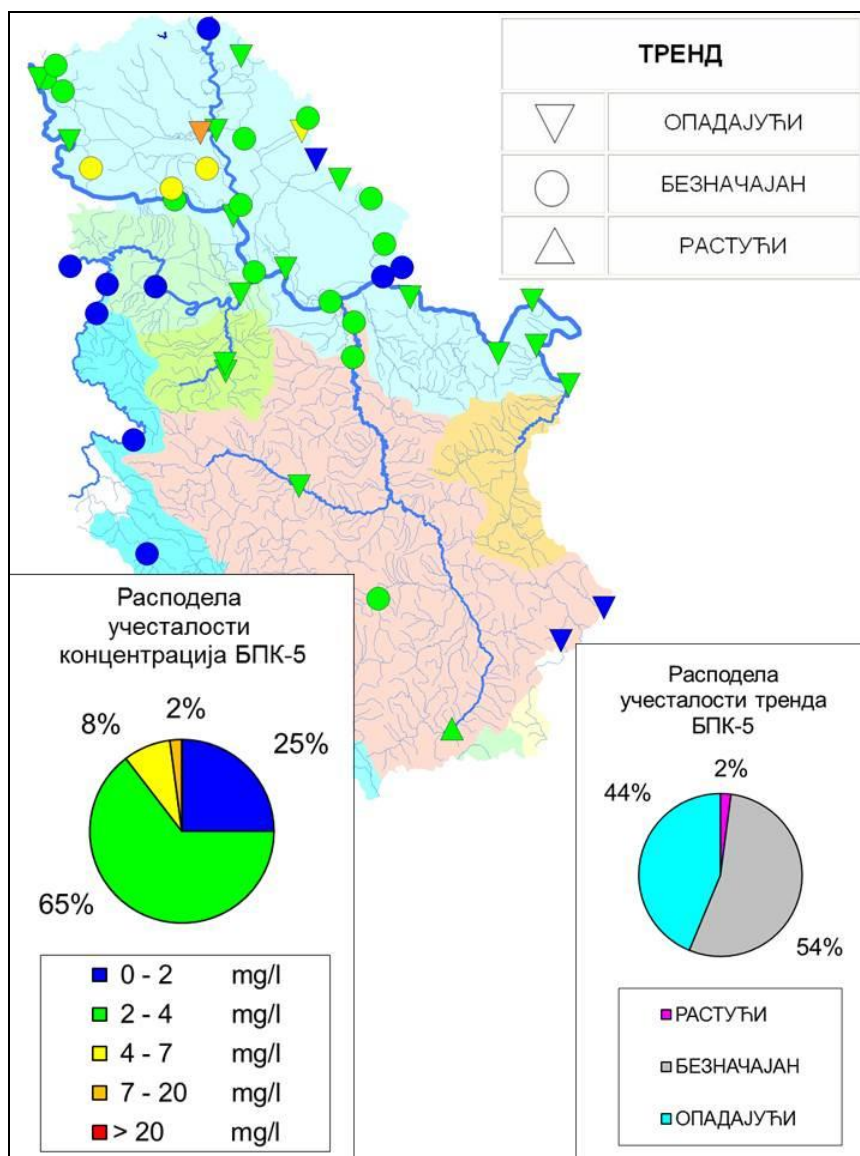 ТРЕНД
ОПАДАЈУЋИ
БЕЗНАЧАЈАН
РАСТУЋИ
Расподела
учесталости
концентрација БПК-5
8%
2%
25%
65%
0 - 2 mg/l
2 - 4 mg/l
4 - 7 mg/l
7 - 20 mg/l
> 20 mg/l
Расподела
учесталости тренда
БПК-5
2%
44%
54%
РАСТУЋИ
БЕЗНАЧАЈАН
ОПАДАЈУЋИ